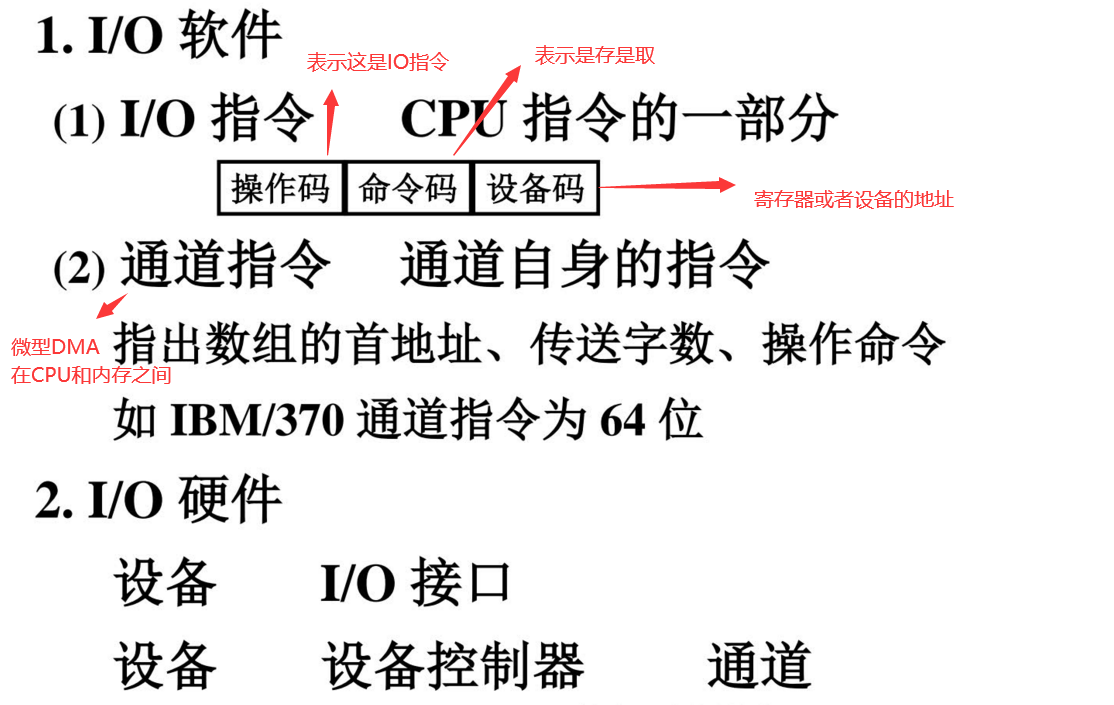 1. I/O 软件
表示这是IO指令
表示是存是取
(1) I/O 指令 CPU 指令的一部分
操作码 命令码 设备码
寄存器或者设备的地址
(2) 通道指令 通道自身的指令
微型DMA
在CPU和内存之间
指出数组的首地址、传送字数、操作命令
如 IBM/370 通道指令为 64 位
2. I/O 硬件
设备 I/O 接口
设备 设备控制器 通道